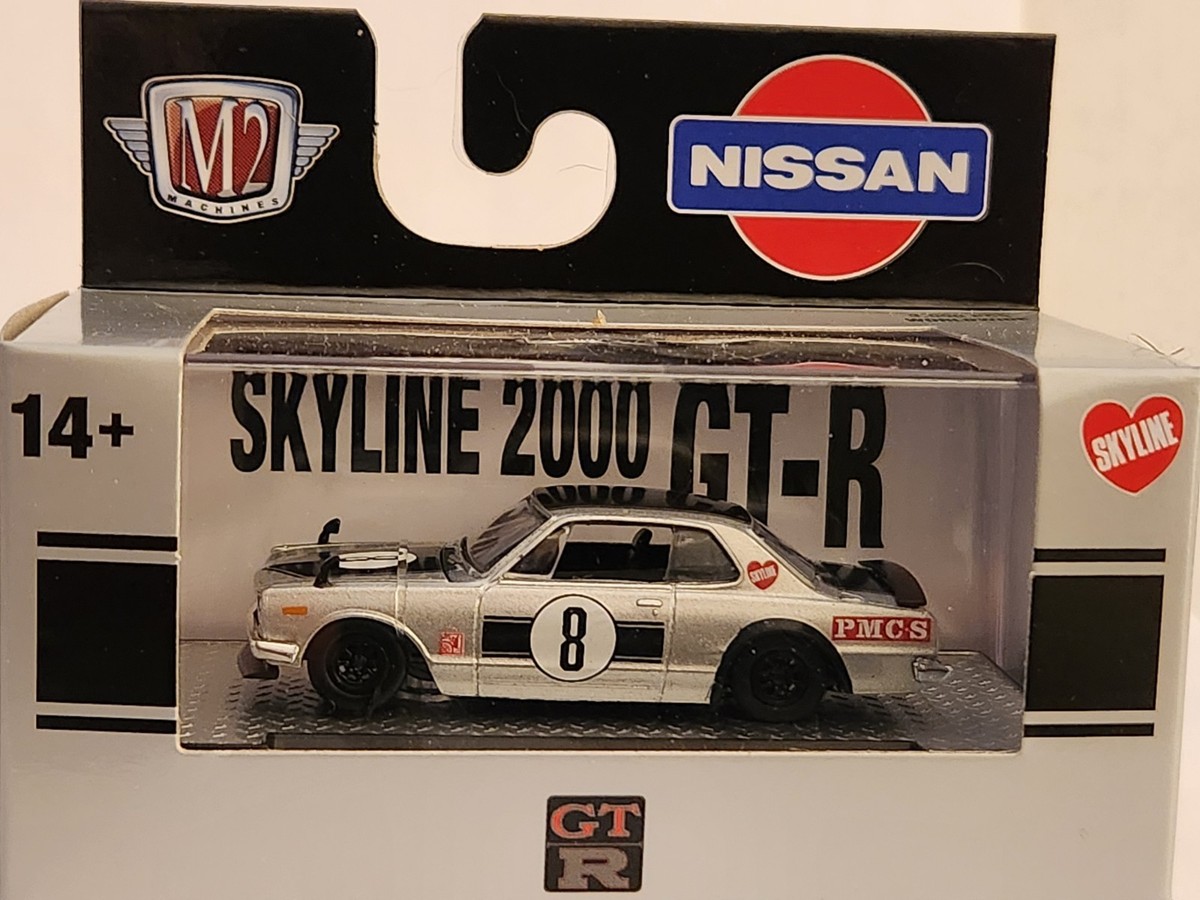 M2
MACHINES
NISSAN
SKYLINE 2000 GT-R
14+
SKYLINE
SKYLINE
8
PMC·S
GT
R